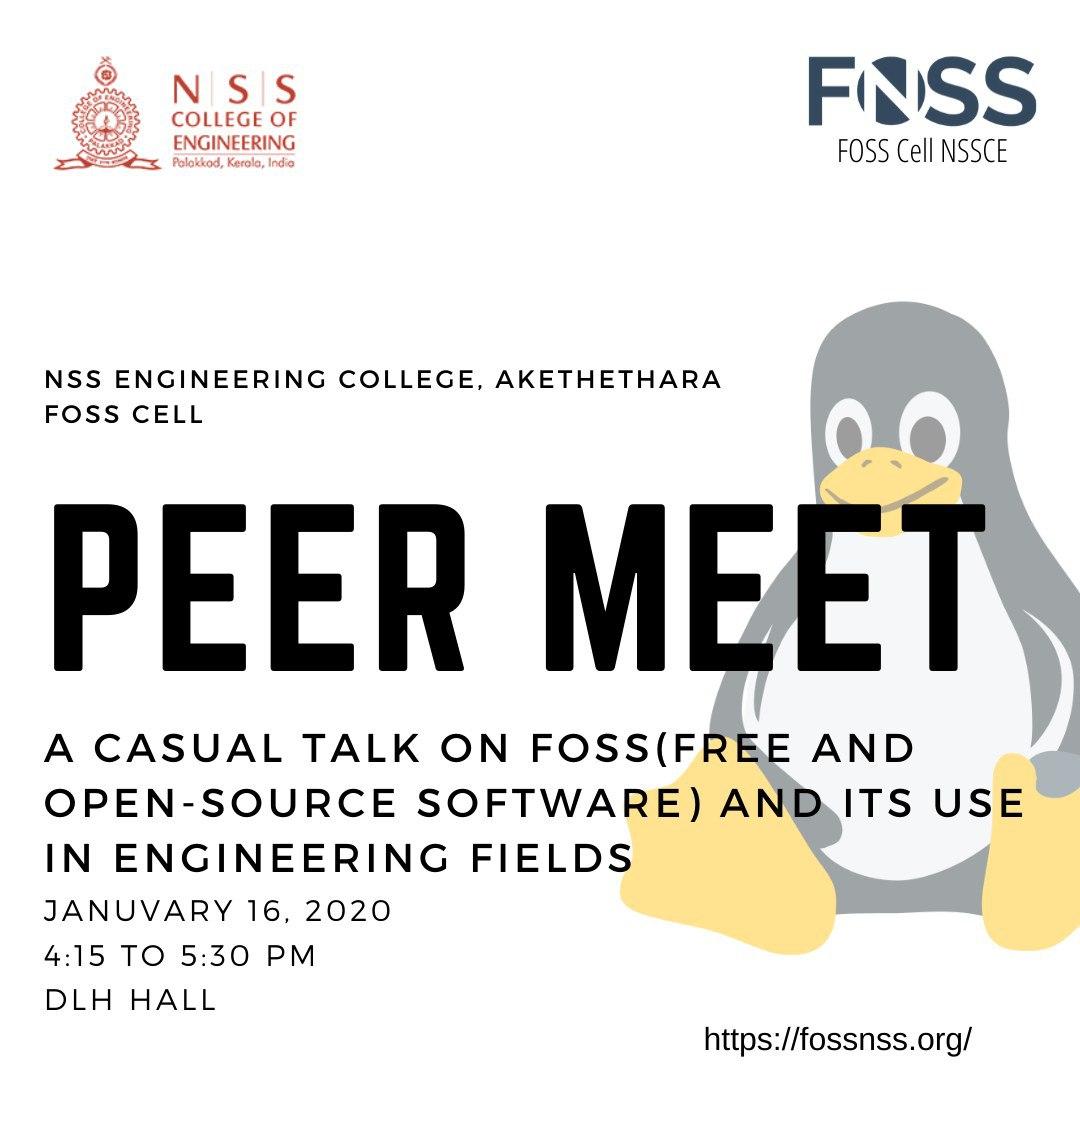 N|S|S
COLLEGE OF
ENGINEERING
Palakkad, Kerala, India
FOSS
FOSS Cell NSSCE
NSS ENGINEERING COLLEGE, AKETHETHARA
FOSS CELL
PEER MEET
A CASUAL TALK ON FOSS(FREE AND
OPEN-SOURCE SOFTWARE) AND ITS USE
IN ENGINEERING FIELDS
JANUVARY 16, 2020
4:15 TO 5:30 PM
DLH HALL
https://fossnss.org/